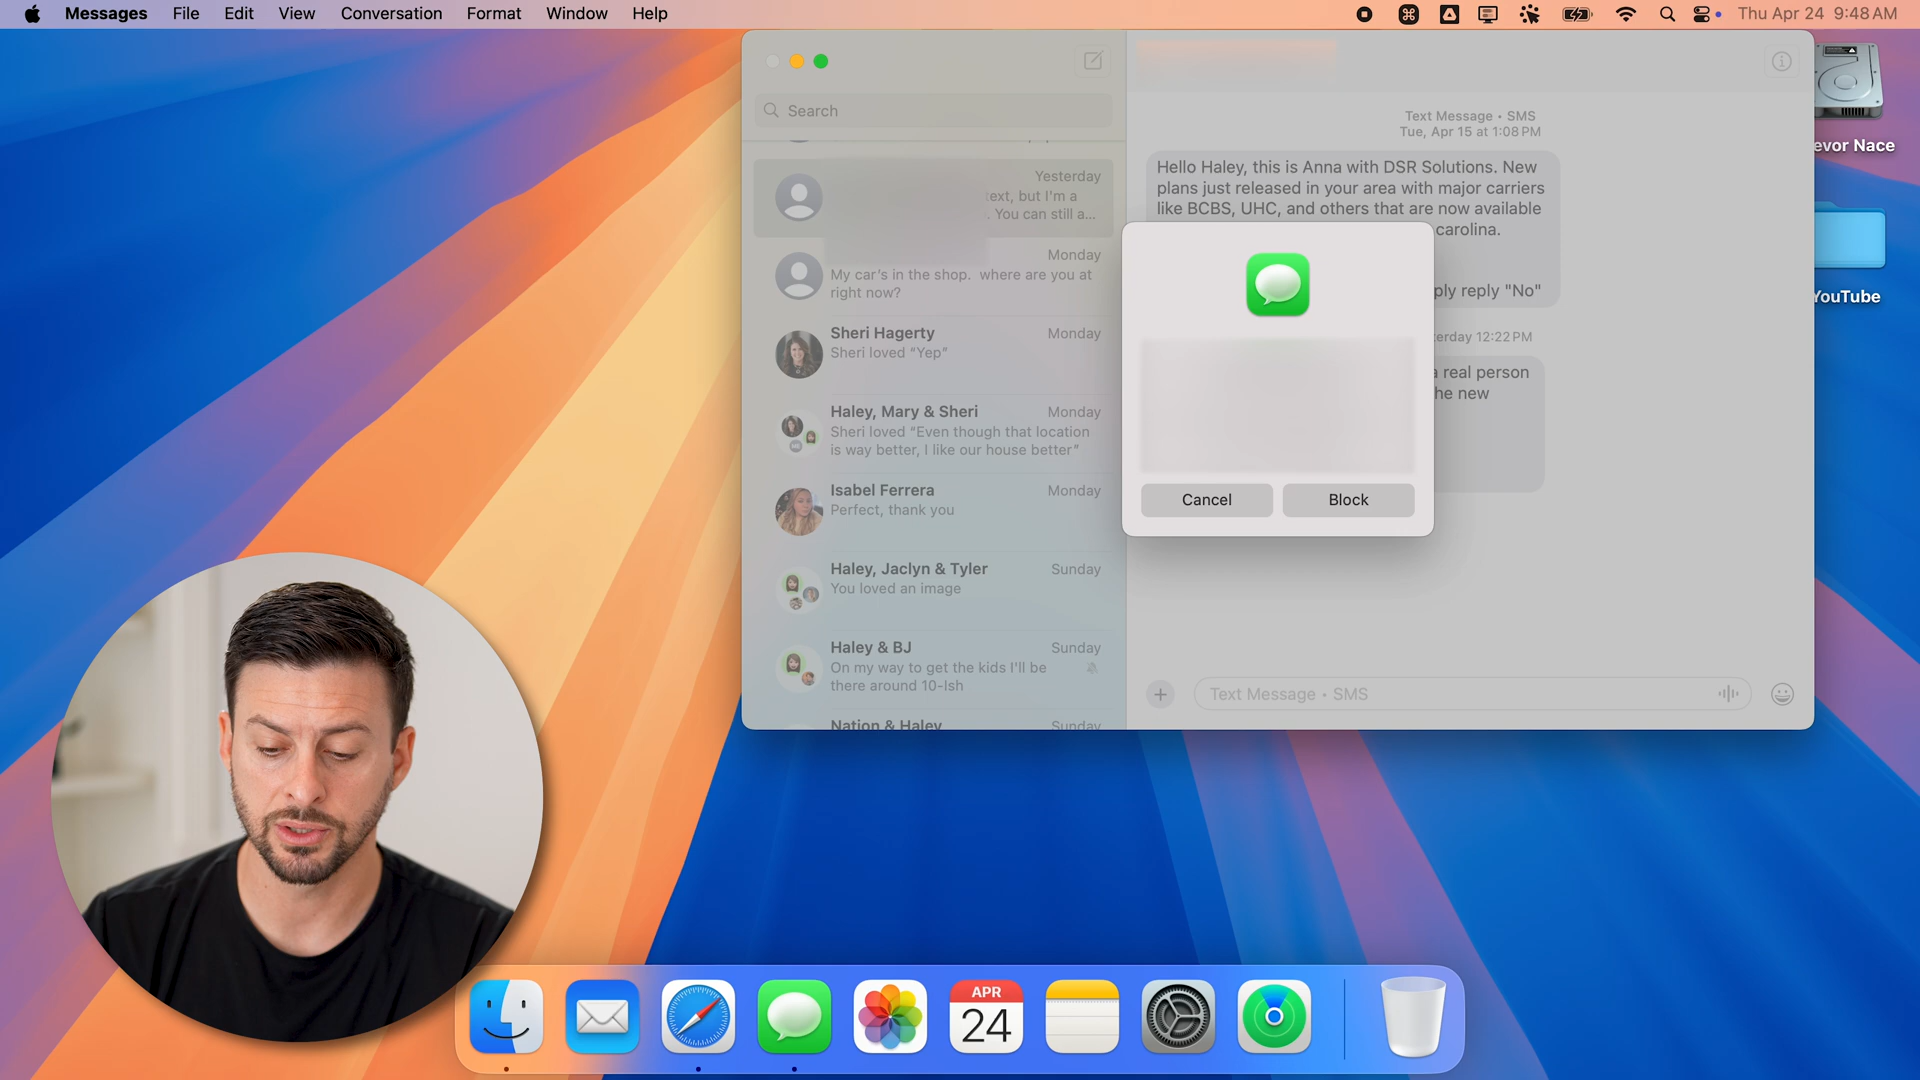 Messages File Edit View Conversation Format Window Help
Thu Apr 24 9:48 AM
Search
Yesterday
text, but I'm a
. You can still a...
Monday
My car's in the shop. where are you at
right now?
Sheri Hagerty Monday
Sheri loved "Yep"
Haley, Mary & Sheri Monday
Sheri loved "Even though that location
is way better, I like our house better"
Isabel Ferrera Monday
Perfect, thank you
Haley, Jaclyn & Tyler Sunday
You loved an image
Haley & BJ Sunday
On my way to get the kids I'll be
there around 10-Ish
Nation & Haley Sunday
Text Message • SMS
Tue, Apr 15 at 1:08 PM
Hello Haley, this is Anna with DSR Solutions. New
plans just released in your area with major carriers
like BCBS, UHC, and others that are now available
carolina.
ply reply "No"
erday 12:22 PM
a real person
he new
Cancel Block
Text Message • SMS
evor Nace
YouTube
APR
24